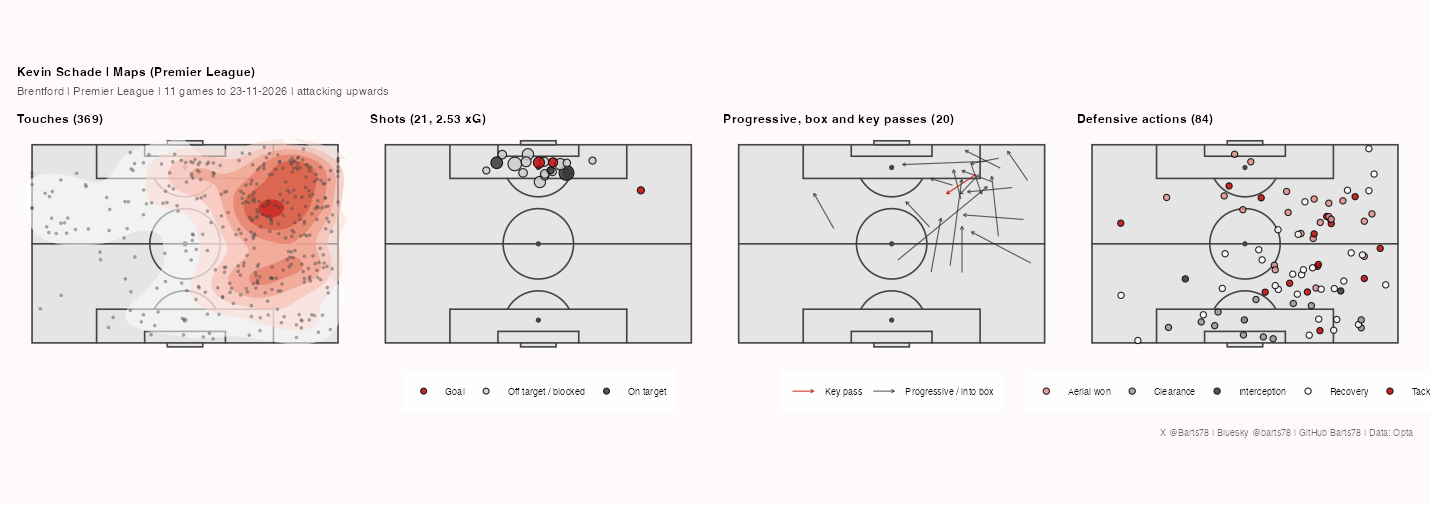 Kevin Schade | Maps (Premier League)
Brentford | Premier League | 11 games to 23-11-2026 | attacking upwards
Touches (369)
Shots (21, 2.53 xG)
Progressive, box and key passes (20)
Defensive actions (84)
Goal
Off target / blocked
On target
Key pass
Progressive / into box
Aerial won
Clearance
Interception
Recovery
Tack
X @Barts78 | Bluesky @barts78 | GitHub Barts78 | Data: Opta